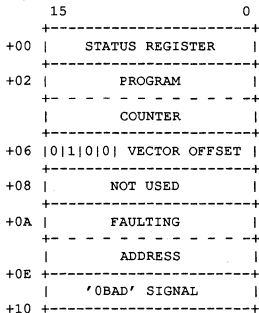 15 0
+00 STATUS REGISTER
+02 PROGRAM
COUNTER
+06 |0|1|0|0| VECTOR OFFSET |
+08 NOT USED
+0A FAULTING
ADDRESS
+0E
'0BAD' SIGNAL
+10